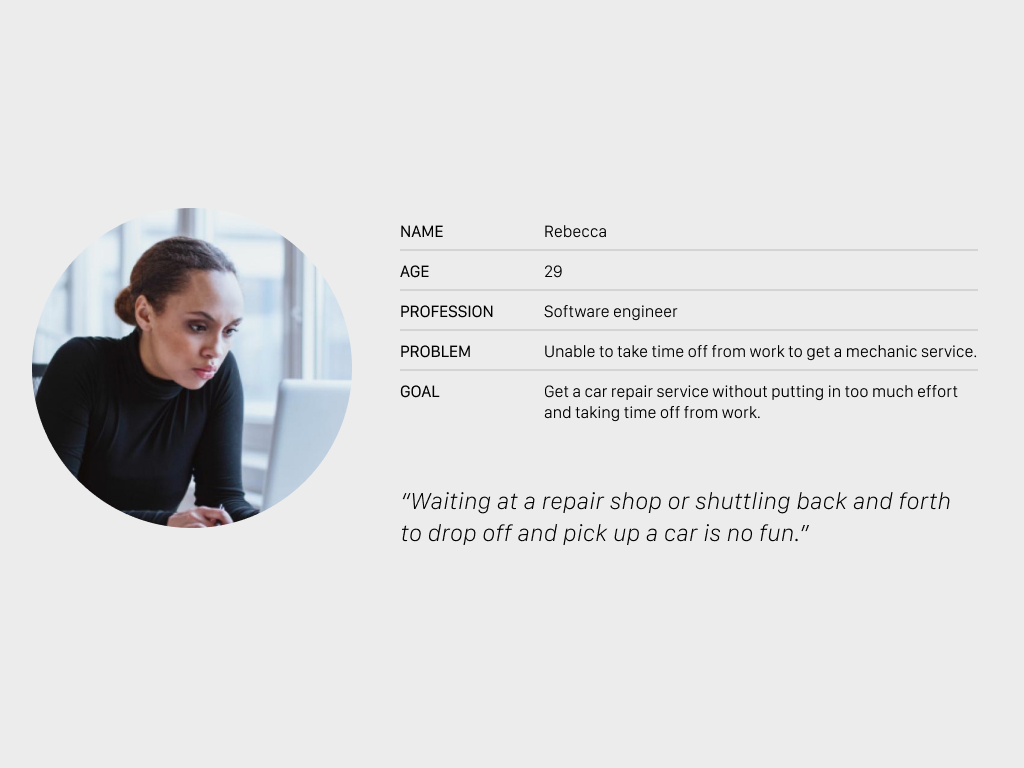 NAME Rebecca
AGE 29
PROFESSION Software engineer
PROBLEM Unable to take time off from work to get a mechanic service.
GOAL Get a car repair service without putting in too much effort
and taking time off from work.
“Waiting at a repair shop or shuttling back and forth
to drop off and pick up a car is no fun.”